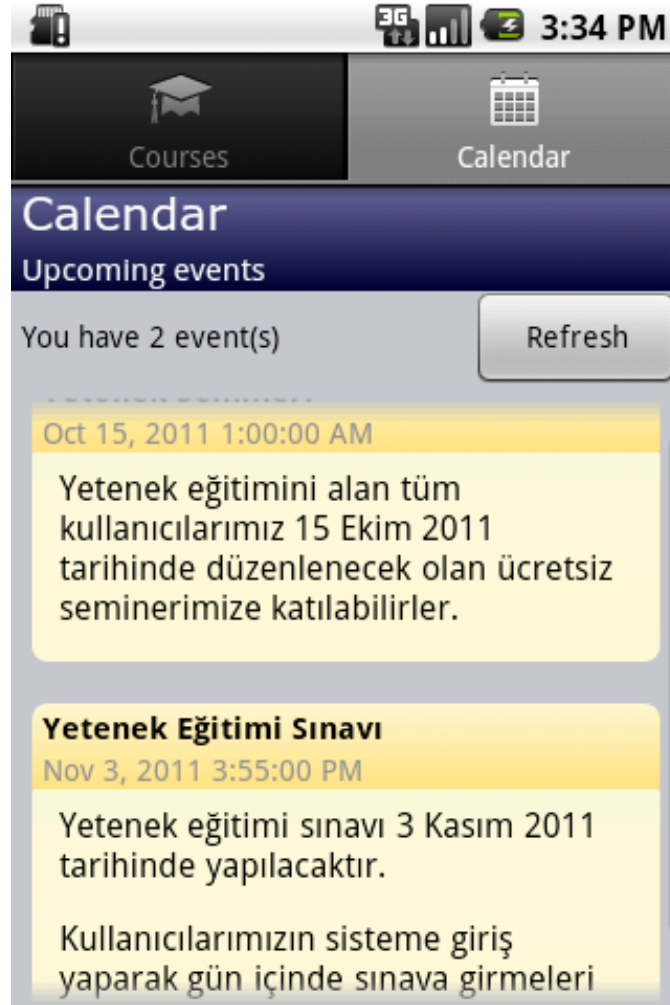 3G
3:34 PM
Courses
Calendar
Calendar
Upcoming events
You have 2 event(s)
Refresh
Oct 15, 2011 1:00:00 AM
Yetenek eğitimini alan tüm
kullanıcılarımız 15 Ekim 2011
tarihinde düzenlenecek olan ücretsiz
seminerimize katılabilirler.
Yetenek Eğitimi Sınavı
Nov 3, 2011 3:55:00 PM
Yetenek eğitimi sınavı 3 Kasım 2011
tarihinde yapılacaktır.
Kullanıcılarımızın sisteme giriş
yaparak gün içinde sınava girmeleri